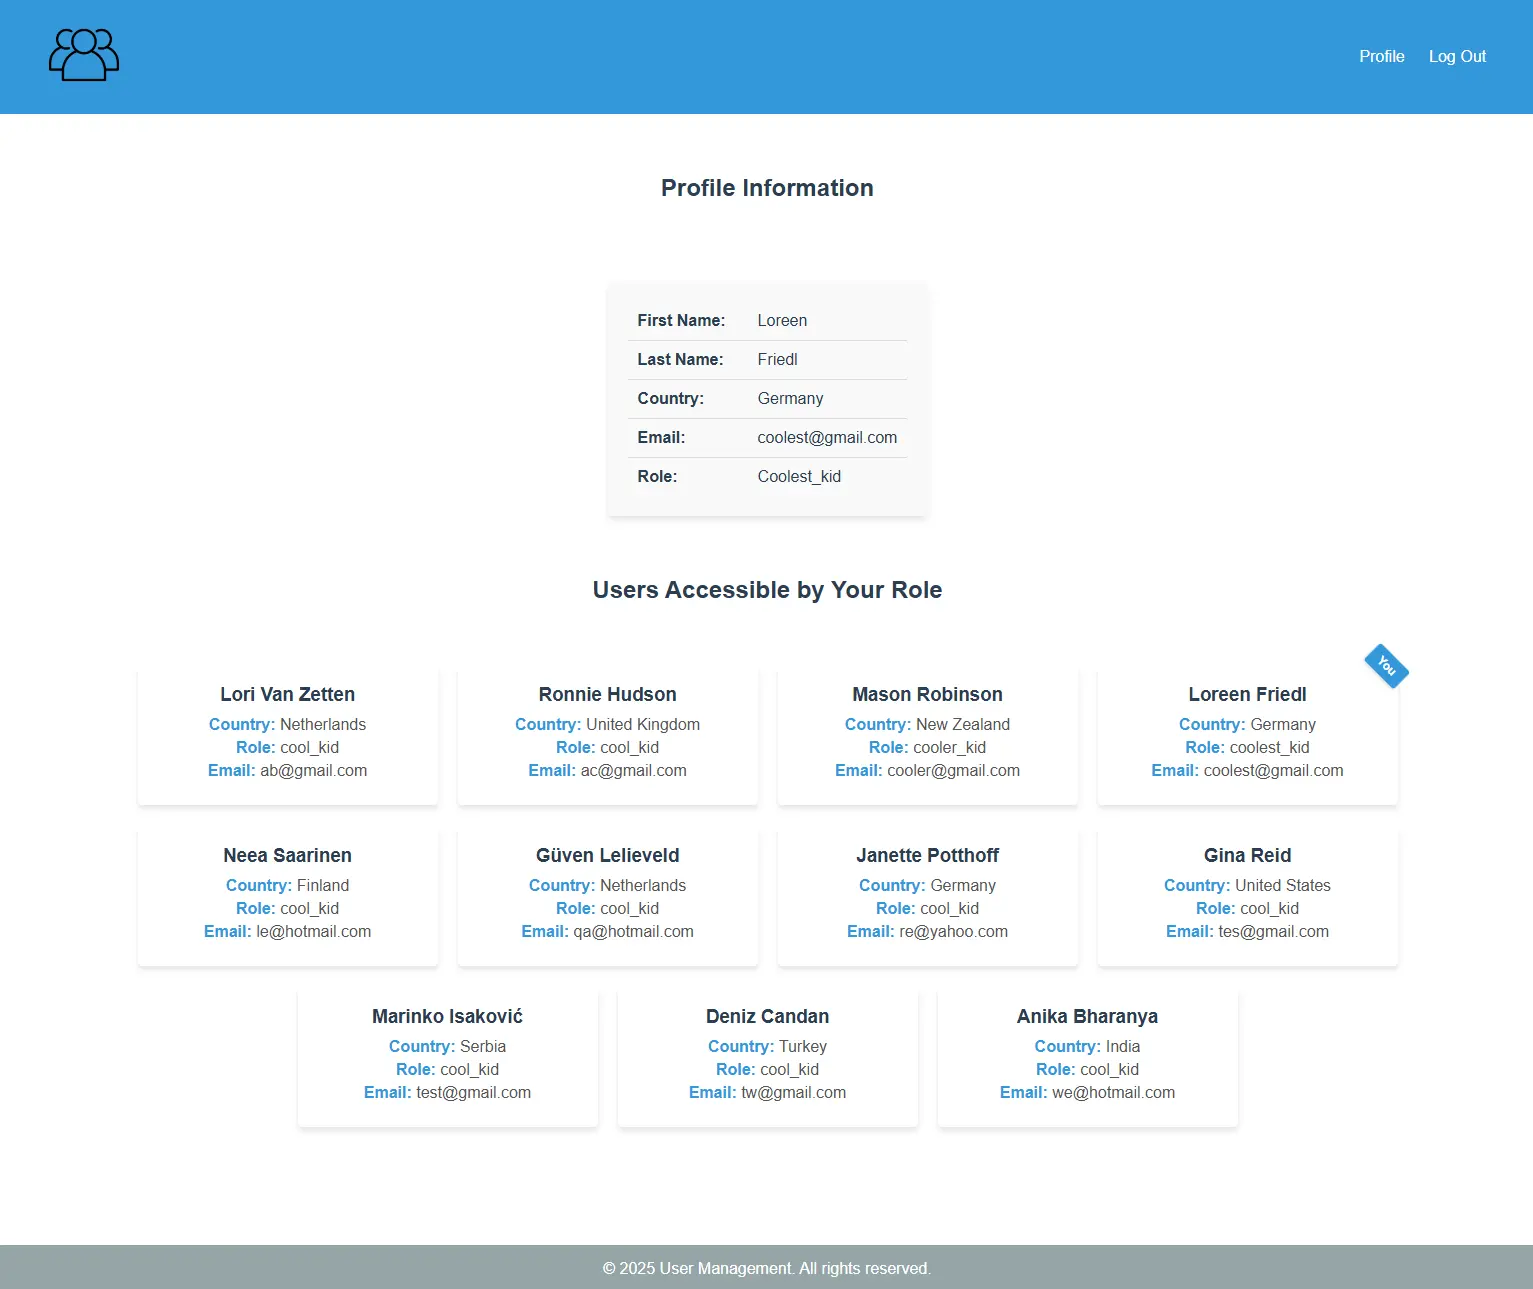 Profile Log Out
Profile Information
First Name: Loreen
Last Name: Friedl
Country: Germany
Email: coolest@gmail.com
Role: Coolest_kid
Users Accessible by Your Role
You
Lori Van Zetten
Country: Netherlands
Role: cool_kid
Email: ab@gmail.com
Ronnie Hudson
Country: United Kingdom
Role: cool_kid
Email: ac@gmail.com
Mason Robinson
Country: New Zealand
Role: cooler_kid
Email: cooler@gmail.com
Loreen Friedl
Country: Germany
Role: coolest_kid
Email: coolest@gmail.com
Neea Saarinen
Country: Finland
Role: cool_kid
Email: le@hotmail.com
Güven Lelieveld
Country: Netherlands
Role: cool_kid
Email: qa@hotmail.com
Janette Potthoff
Country: Germany
Role: cool_kid
Email: re@yahoo.com
Gina Reid
Country: United States
Role: cool_kid
Email: tes@gmail.com
Marinko Isaković
Country: Serbia
Role: cool_kid
Email: test@gmail.com
Deniz Candan
Country: Turkey
Role: cool_kid
Email: tw@gmail.com
Anika Bharanya
Country: India
Role: cool_kid
Email: we@hotmail.com
© 2025 User Management. All rights reserved.